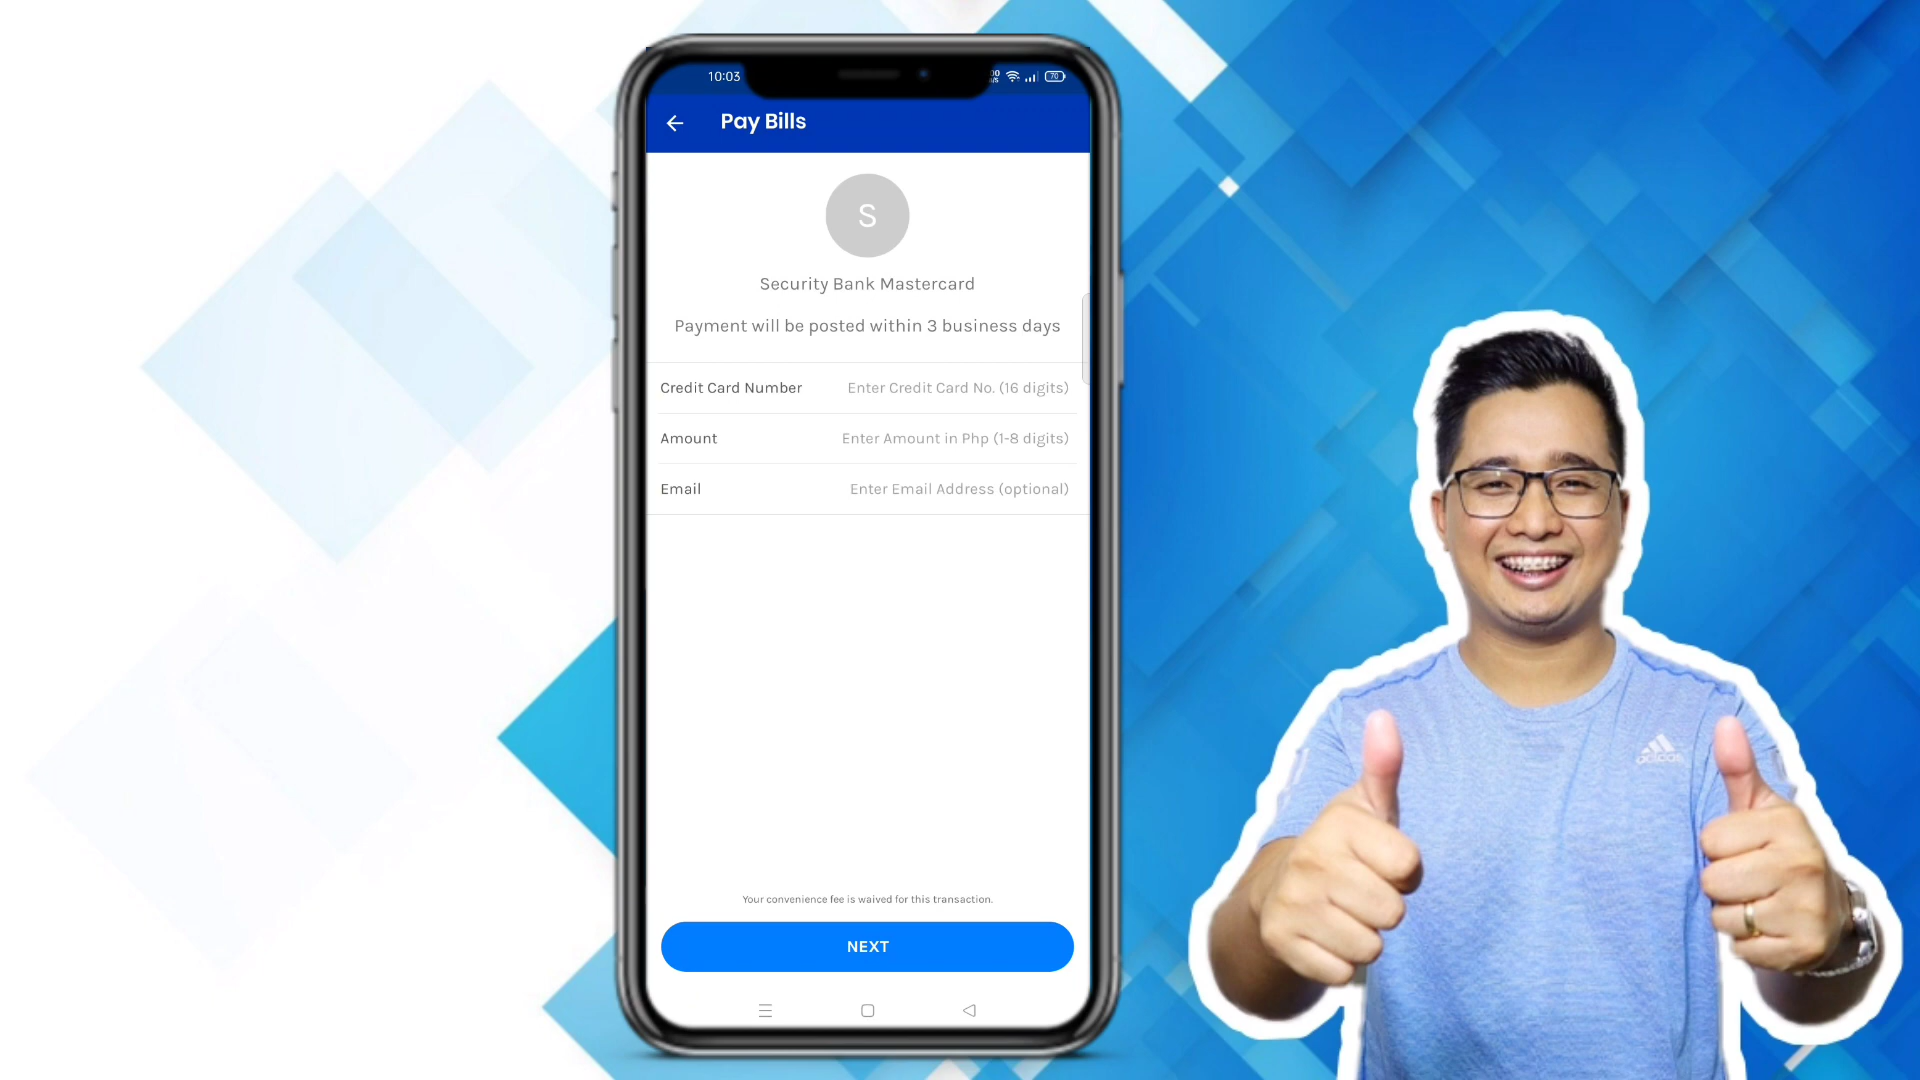 10:03
70
Pay Bills
S
Security Bank Mastercard
Payment will be posted within 3 business days
Credit Card Number Enter Credit Card No. (16 digits)
Amount Enter Amount in Php (1-8 digits)
Email Enter Email Address (optional)
adidas
Your convenience fee is waived for this transaction.
NEXT